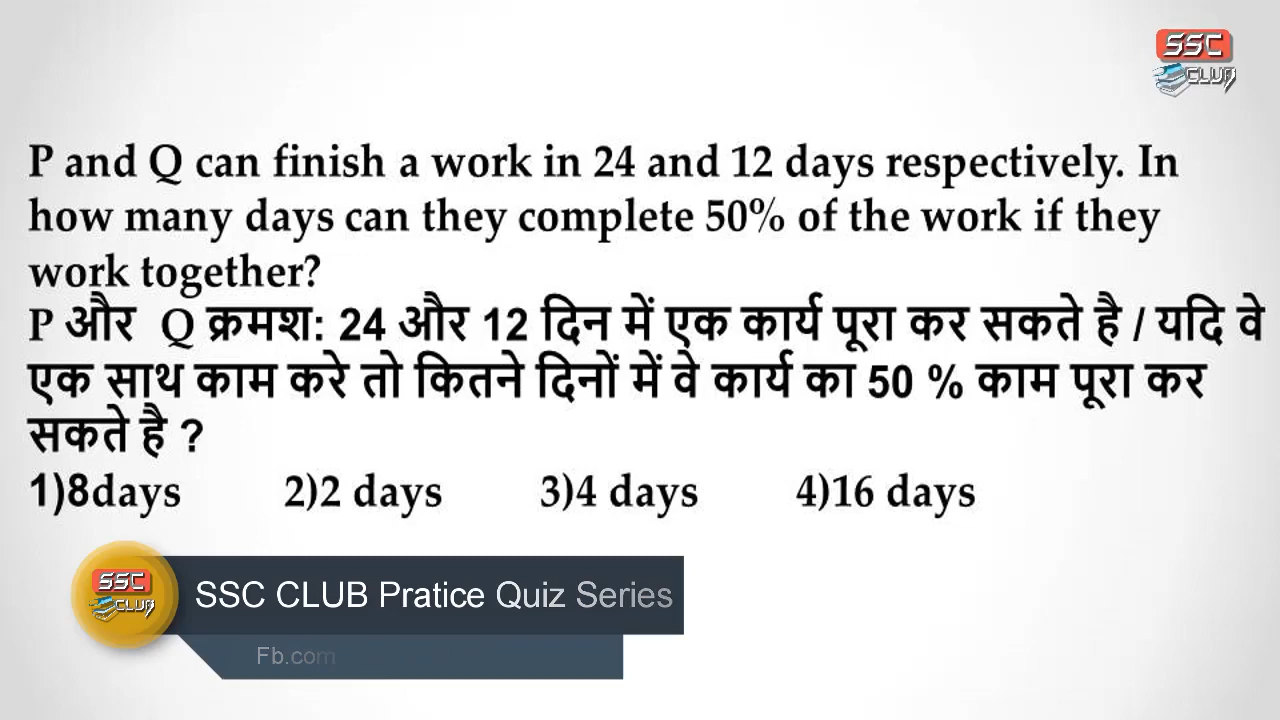 SSC
CLUB
P and Q can finish a work in 24 and 12 days respectively. In
how many days can they complete 50% of the work if they
work together?
P और Q क्रमश: 24 और 12 दिन में एक कार्य पूरा कर सकते है / यदि वे
एक साथ काम करे तो कितने दिनों में वे कार्य का 50 % काम पूरा कर
सकते है ?
1)8days 2)2 days 3)4 days 4)16 days
SSC
CLUB
SSC CLUB Pratice Quiz Series
Fb.com